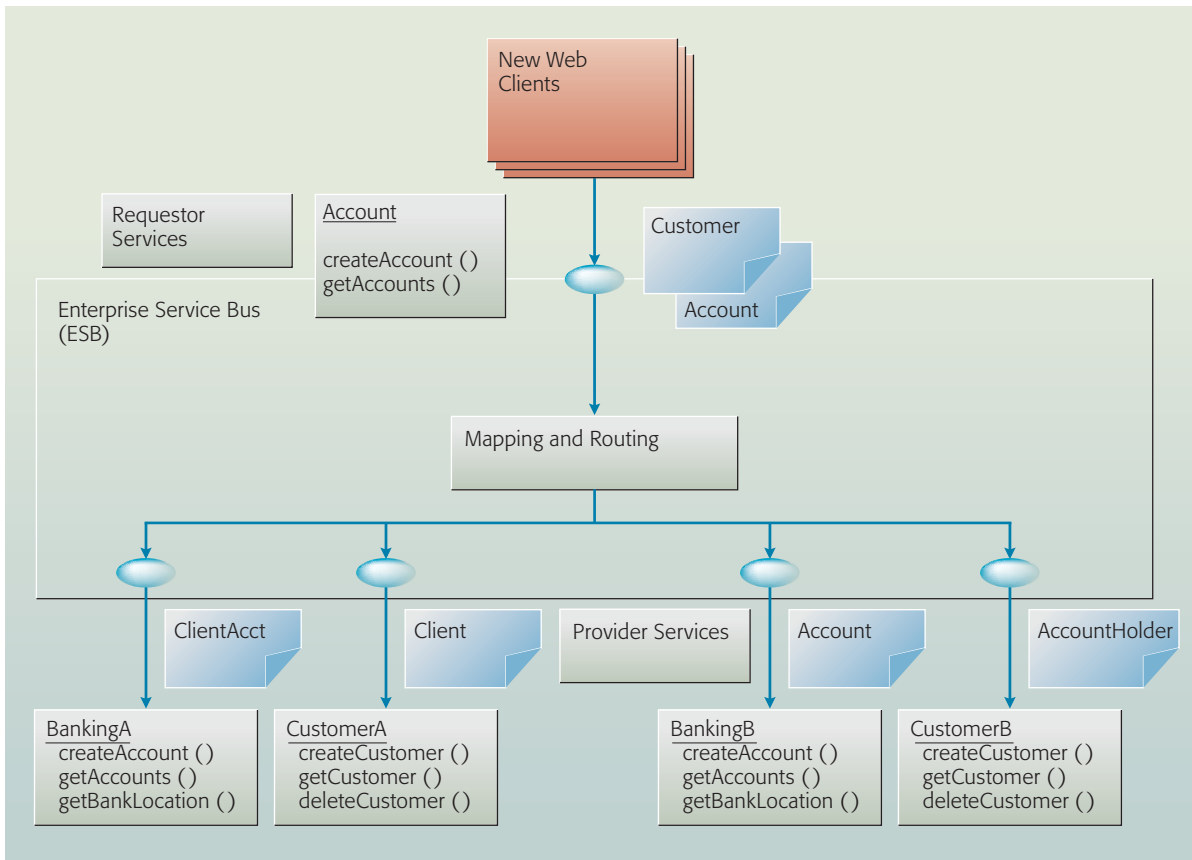 New Web
Clients
Requestor
Services
Account
createAccount ()
getAccounts ()
Customer
Account
Enterprise Service Bus
(ESB)
Mapping and Routing
ClientAcct
Client
Provider Services
Account
AccountHolder
BankingA
createAccount ()
getAccounts ()
getBankLocation ()
CustomerA
createCustomer ()
getCustomer ()
deleteCustomer ()
BankingB
createAccount ()
getAccounts ()
getBankLocation ()
CustomerB
createCustomer ()
getCustomer ()
deleteCustomer ()